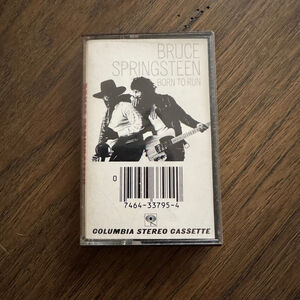 BRUCE
SPRINGSTEEN
BORN TO RUN
0
7464-33795-4
COLUMBIA STEREO CASSETTE